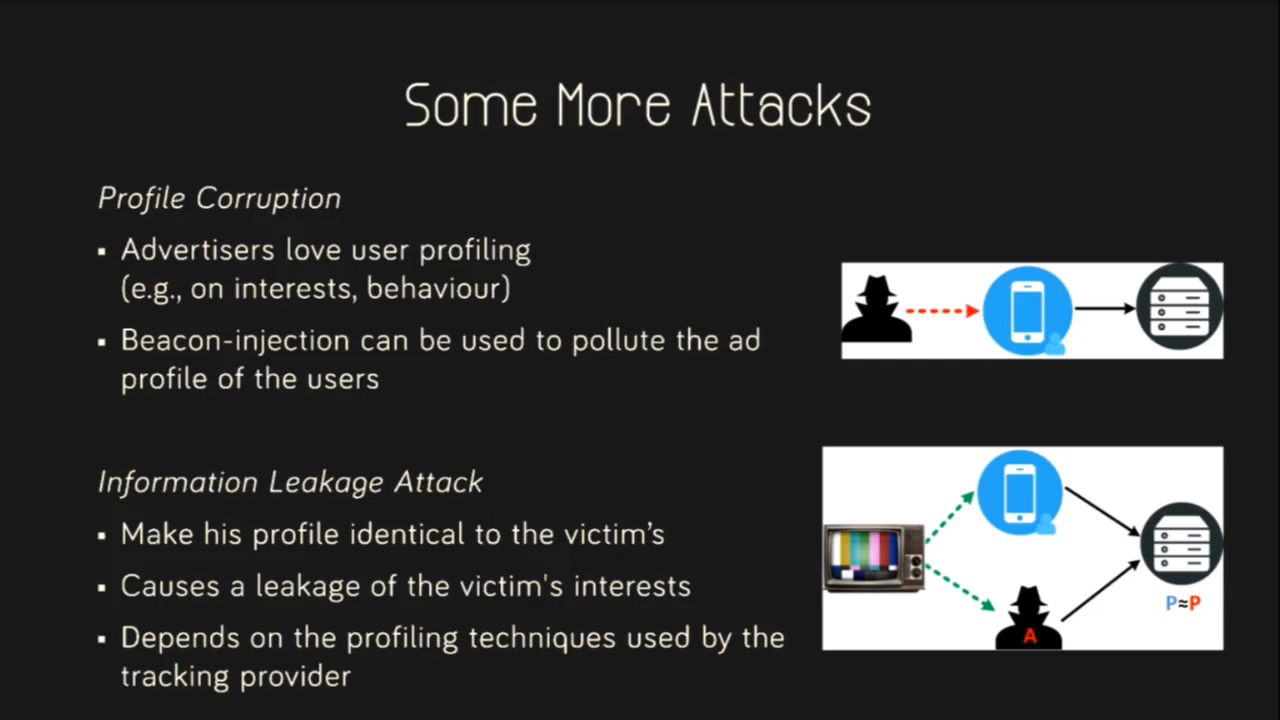 Some More Attacks
Profile Corruption
▪ Advertisers love user profiling
(e.g., on interests, behaviour)
▪ Beacon-injection can be used to pollute the ad
profile of the users
Information Leakage Attack
▪ Make his profile identical to the victim’s
▪ Causes a leakage of the victim's interests
▪ Depends on the profiling techniques used by the
tracking provider
A
P≈P